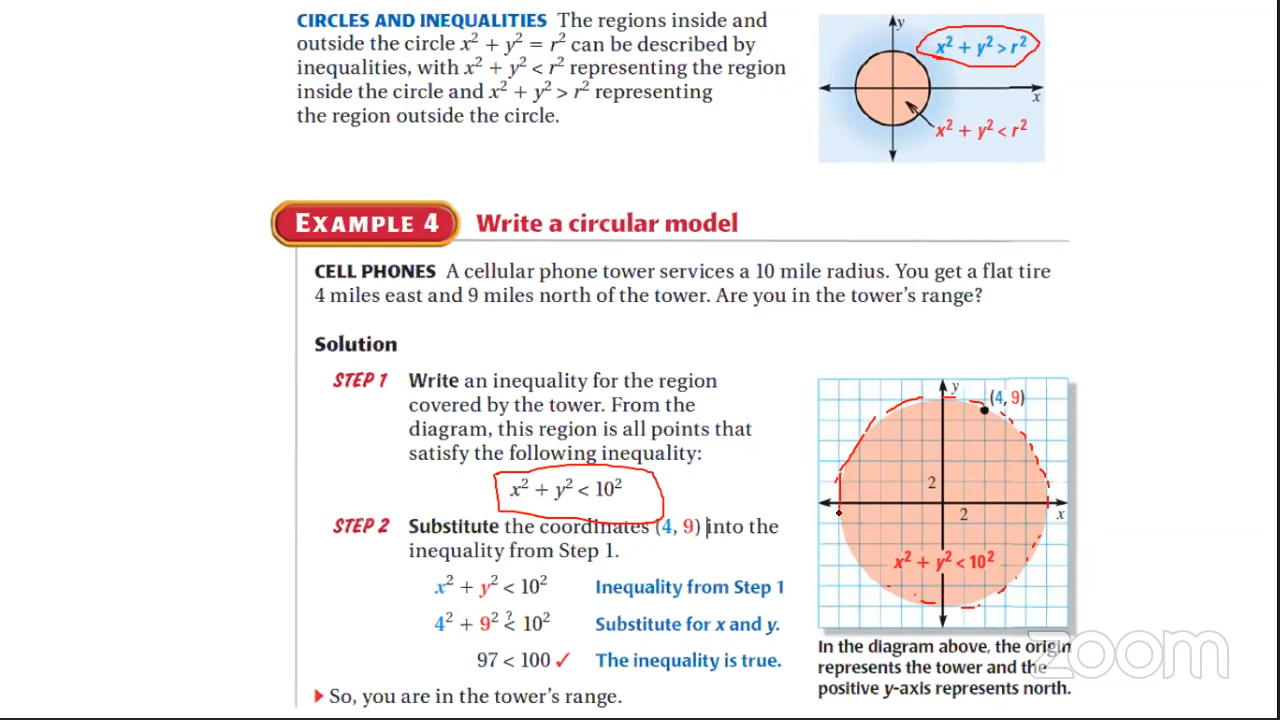 CIRCLES AND INEQUALITIES The regions inside and
outside the circle x² + y² = r² can be described by
inequalities, with x² + y² < r² representing the region
inside the circle and x² + y² > r² representing
the region outside the circle.
y
x² + y² > r²
x
x² + y² < r²
EXAMPLE 4 Write a circular model
CELL PHONES A cellular phone tower services a 10 mile radius. You get a flat tire
4 miles east and 9 miles north of the tower. Are you in the tower's range?
Solution
STEP 1 Write an inequality for the region
covered by the tower. From the
diagram, this region is all points that
satisfy the following inequality:
x² + y² < 10²
STEP 2 Substitute the coordinates (4, 9) into the
inequality from Step 1.
x² + y² < 10² Inequality from Step 1
4² + 9² <? 10² Substitute for x and y.
97 < 100 ✓ The inequality is true.
▶ So, you are in the tower's range.
y
(4, 9)
2
2
x
x² + y² < 10²
In the diagram above, the origin
represents the tower and the
positive y-axis represents north.
zoom